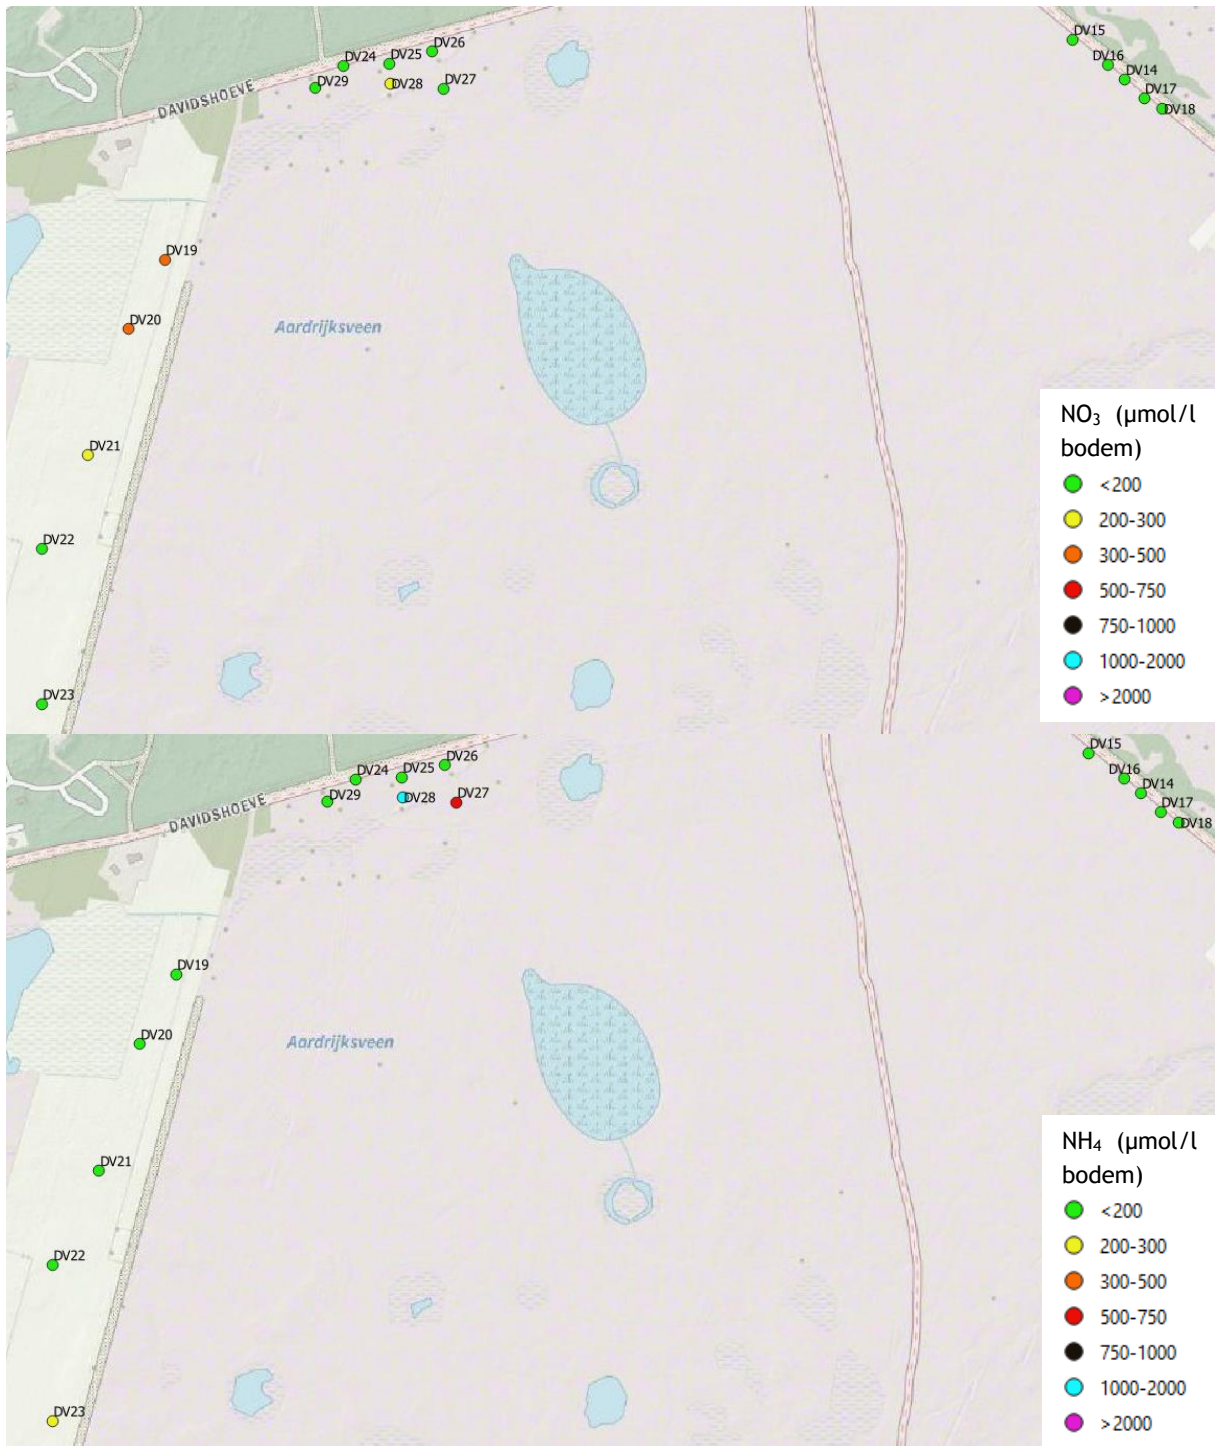 DV26
DV15
DV25
DV24
DV16
DV29
DV28
DV27
DV14
DV17
DV18
DAVIDSHOEVE
DV19
DV20
Aardrijksveen
DV21
DV22
DV23
NO₃ (µmol/l
bodem)
<200
200-300
300-500
500-750
750-1000
1000-2000
>2000
DV26
DV15
DV25
DV24
DV16
DV29
DV28
DV27
DV14
DV17
DV18
DAVIDSHOEVE
DV19
DV20
Aardrijksveen
DV21
DV22
DV23
NH₄ (µmol/l
bodem)
<200
200-300
300-500
500-750
750-1000
1000-2000
>2000